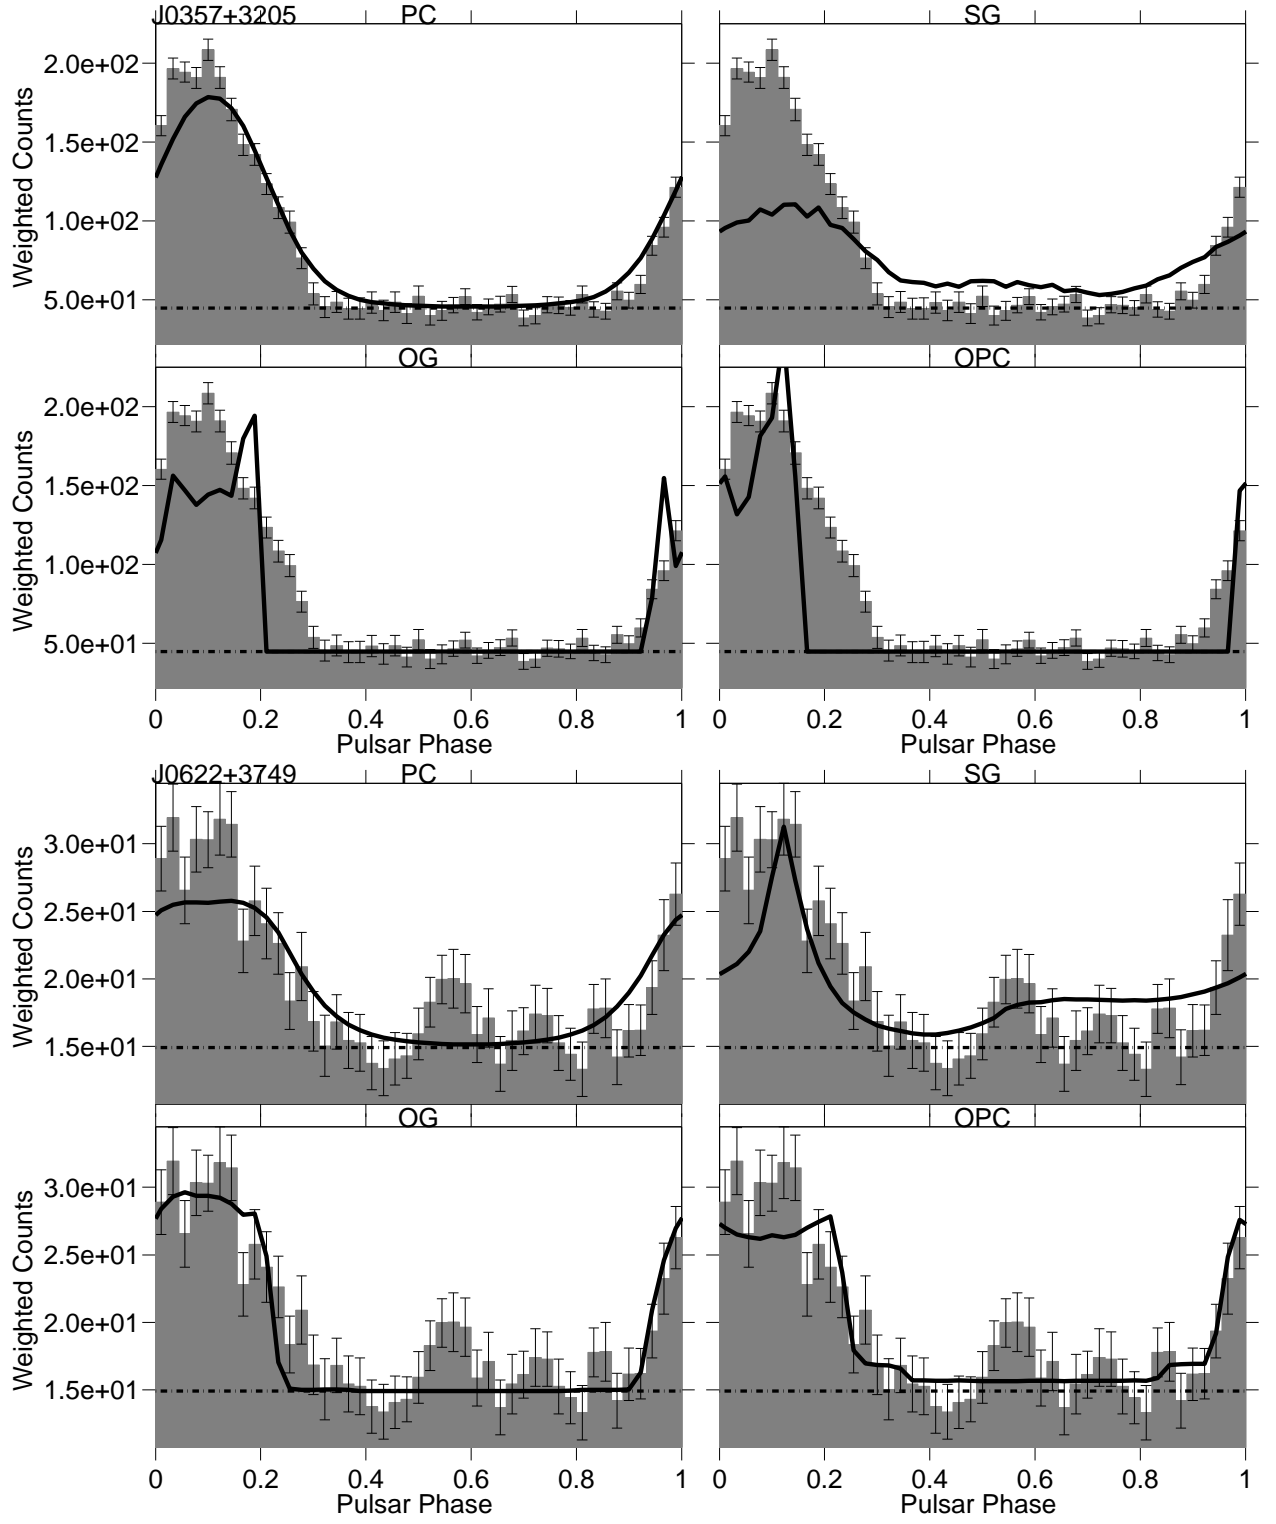 J0357+3205 PC SG
Weighted Counts
2.0e+02
1.5e+02
1.0e+02
5.0e+01
OG OPC
Weighted Counts
2.0e+02
1.5e+02
1.0e+02
5.0e+01
0 0.2 0.4 0.6 0.8 1 0 0.2 0.4 0.6 0.8 1
Pulsar Phase Pulsar Phase
J0622+3749 PC SG
Weighted Counts
3.0e+01
2.5e+01
2.0e+01
1.5e+01
OG OPC
Weighted Counts
3.0e+01
2.5e+01
2.0e+01
1.5e+01
0 0.2 0.4 0.6 0.8 1 0 0.2 0.4 0.6 0.8 1
Pulsar Phase Pulsar Phase